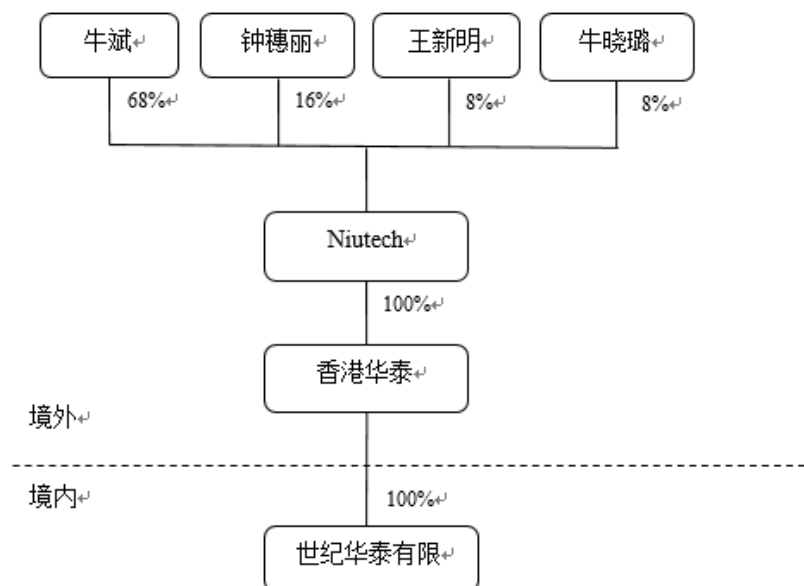 牛斌
钟穗丽
王新明
牛晓璐
68%
16%
8%
8%
Niutech
100%
香港华泰
境外
境内
100%
世纪华泰有限